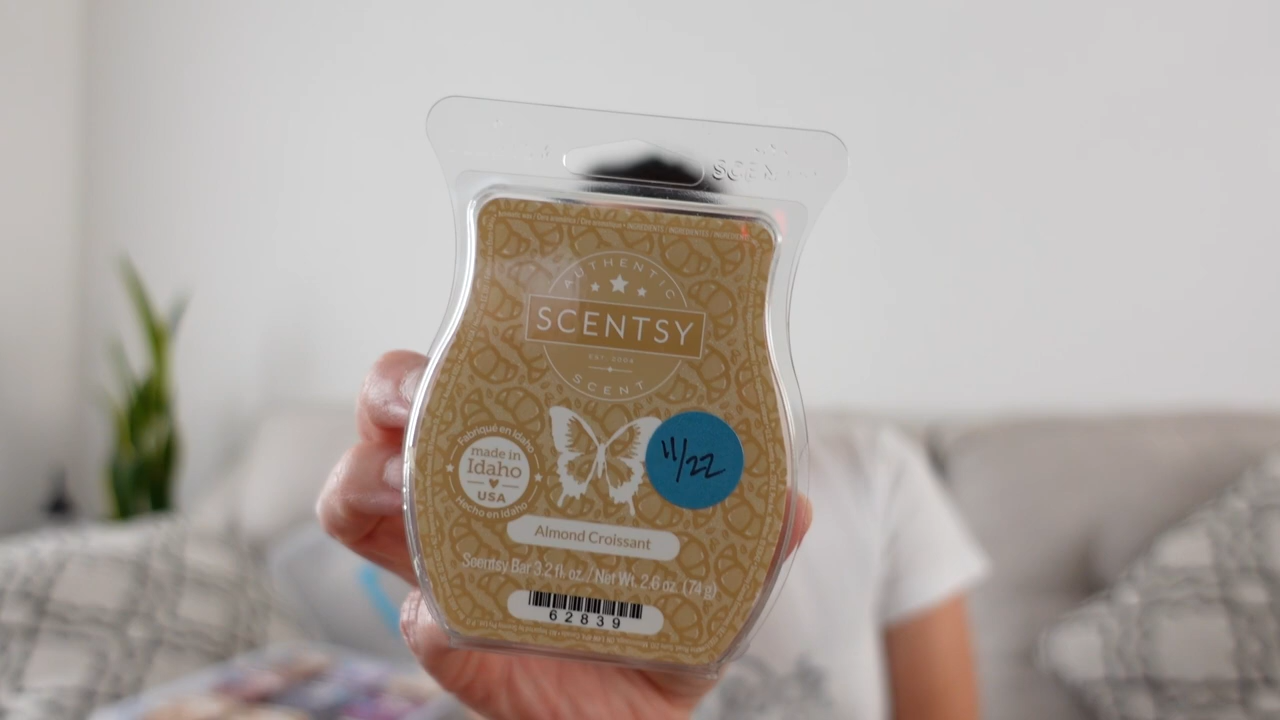 AUTHENTIC
SCENTSY
EST. 2004
SCENT
Fabriqué en Idaho
made in
Idaho
USA
Hecho en Idaho
11/22
Almond Croissant
Scentsy Bar 3.2 fl. oz. / Net Wt. 2.6 oz. (74 g)
62839